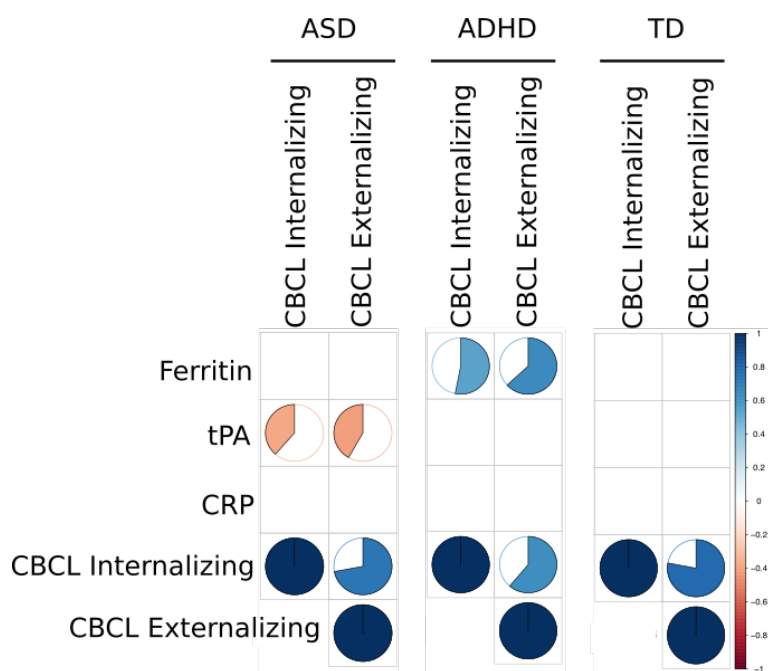 ASD ADHD TD
CBCL Internalizing
CBCL Externalizing
CBCL Internalizing
CBCL Externalizing
CBCL Internalizing
CBCL Externalizing
Ferritin
tPA
CRP
CBCL Internalizing
CBCL Externalizing
1
0.8
0.6
0.4
0.2
0
−0.2
−0.4
−0.6
−0.8
−1